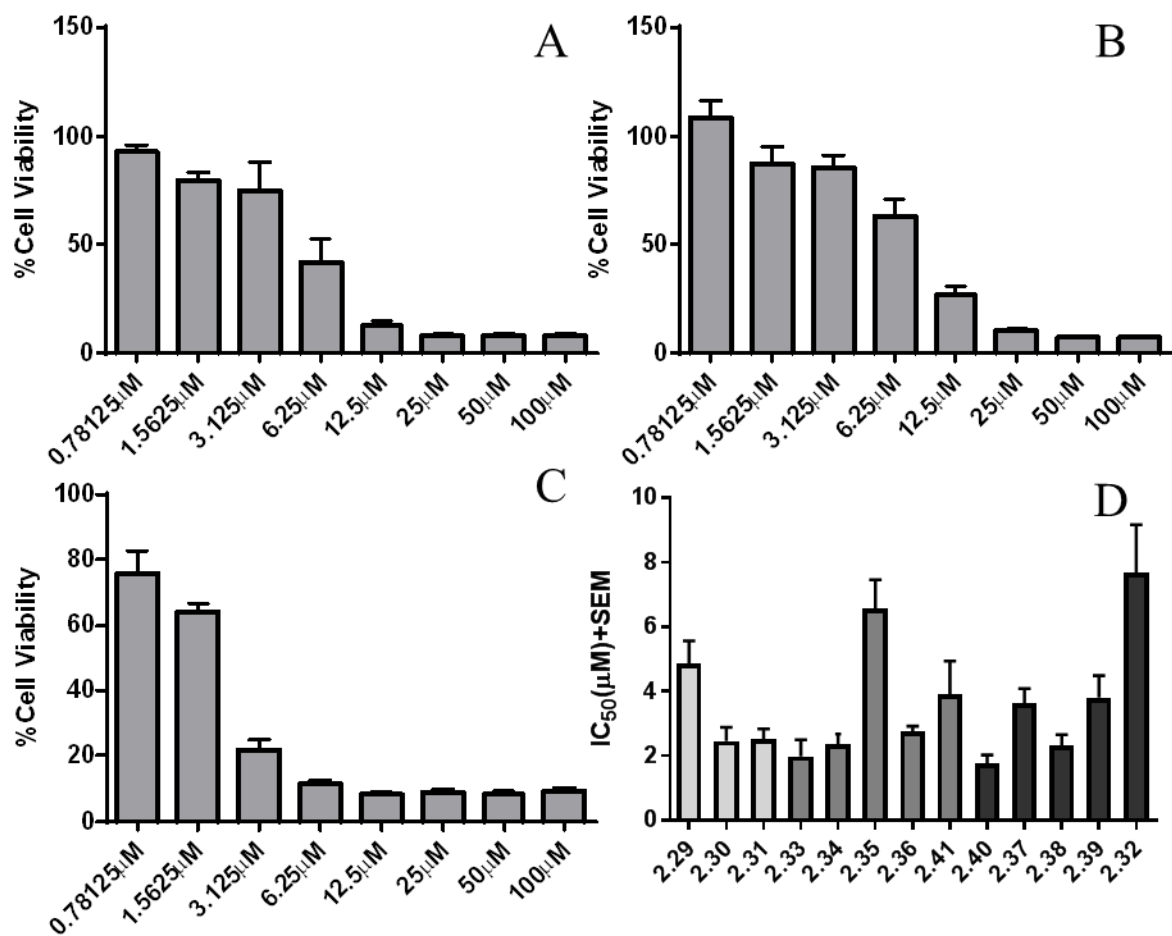 A
%Cell Viability
150
100
50
0
0.78125µM
1.5625µM
3.125µM
6.25µM
12.5µM
25µM
50µM
100µM
B
%Cell Viability
150
100
50
0
0.78125µM
1.5625µM
3.125µM
6.25µM
12.5µM
25µM
50µM
100µM
C
%Cell Viability
100
80
60
40
20
0
0.78125µM
1.5625µM
3.125µM
6.25µM
12.5µM
25µM
50µM
100µM
D
IC50(µM)+SEM
10
8
6
4
2
0
2.29
2.30
2.31
2.33
2.34
2.35
2.36
2.41
2.40
2.37
2.38
2.39
2.32